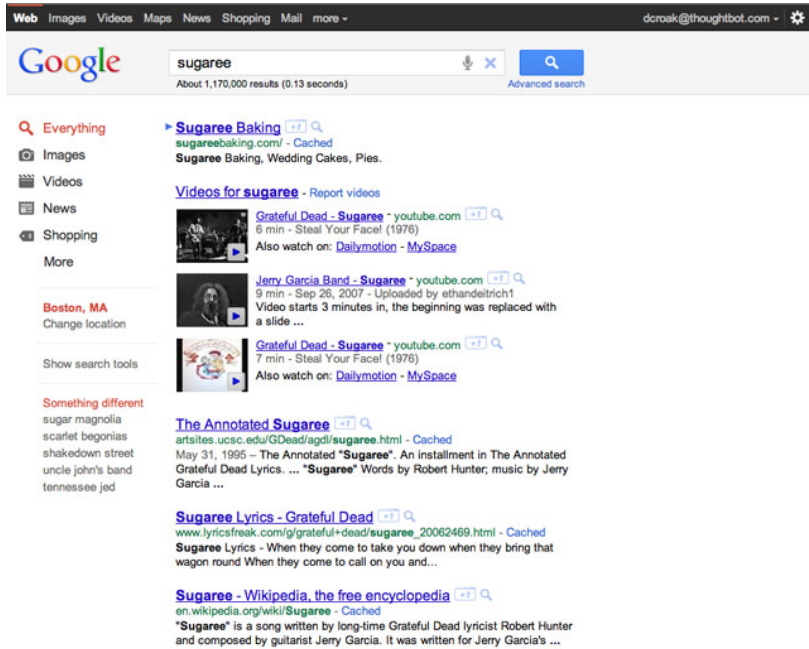 Web Images Videos Maps News Shopping Mail more dcroak@thoughtbot.com
Google
sugaree
About 1,170,000 results (0.13 seconds)
Advanced search
Everything
Images
Videos
News
Shopping
More
Boston, MA
Change location
Show search tools
Something different
sugar magnolia
scarlet begonias
shakedown street
uncle john's band
tennessee jed
Sugaree Baking +1
sugareebaking.com/ - Cached
Sugaree Baking, Wedding Cakes, Pies.
Videos for sugaree - Report videos
Grateful Dead - Sugaree - youtube.com +1
6 min - Steal Your Face! (1976)
Also watch on: Dailymotion - MySpace
Jerry Garcia Band - Sugaree - youtube.com +1
9 min - Sep 26, 2007 - Uploaded by ethandeitrich1
Video starts 3 minutes in, the beginning was replaced with
a slide ...
Grateful Dead - Sugaree - youtube.com +1
7 min - Steal Your Face! (1976)
Also watch on: Dailymotion - MySpace
The Annotated Sugaree +1
artsites.ucsc.edu/GDead/agdl/sugaree.html - Cached
May 31, 1995 – The Annotated "Sugaree". An installment in The Annotated
Grateful Dead Lyrics. ... "Sugaree" Words by Robert Hunter; music by Jerry
Garcia ...
Sugaree Lyrics - Grateful Dead +1
www.lyricsfreak.com/g/grateful+dead/sugaree_20062469.html - Cached
Sugaree Lyrics - When they come to take you down when they bring that
wagon round When they come to call on you and...
Sugaree - Wikipedia, the free encyclopedia +1
en.wikipedia.org/wiki/Sugaree - Cached
"Sugaree" is a song written by long-time Grateful Dead lyricist Robert Hunter
and composed by guitarist Jerry Garcia. It was written for Jerry Garcia's ...